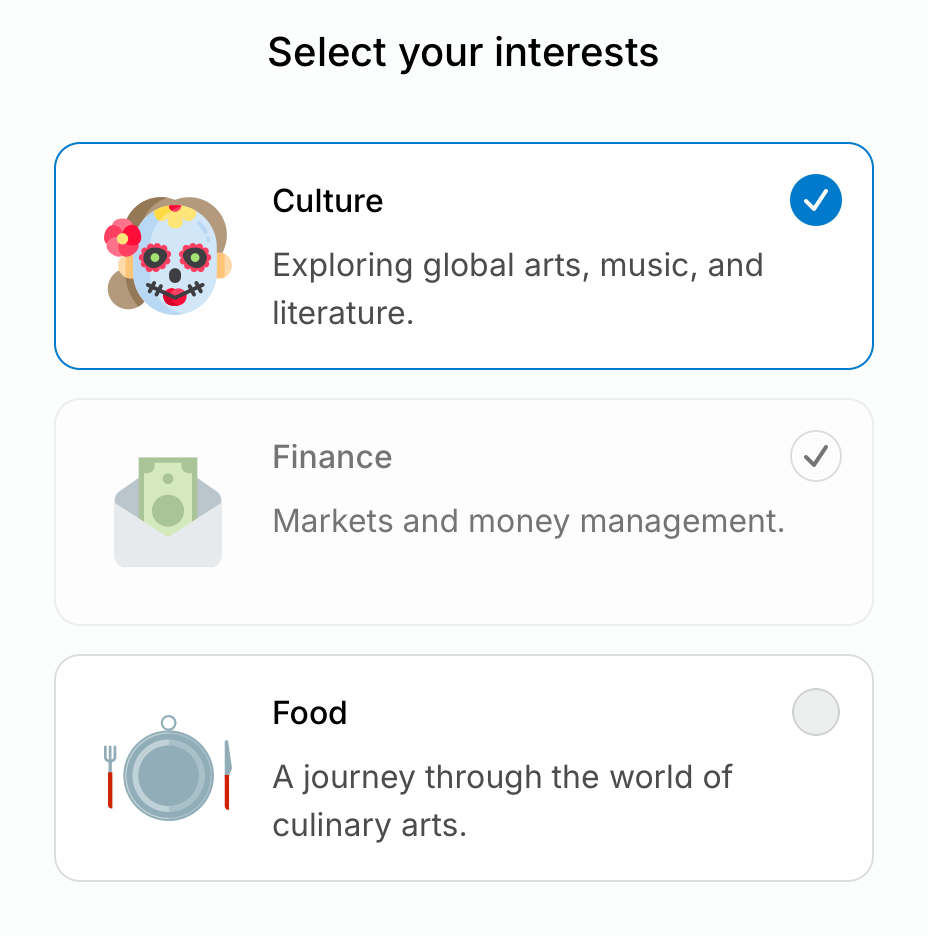 Select your interests
Culture
Exploring global arts, music, and
literature.
Finance
Markets and money management.
Food
A journey through the world of
culinary arts.